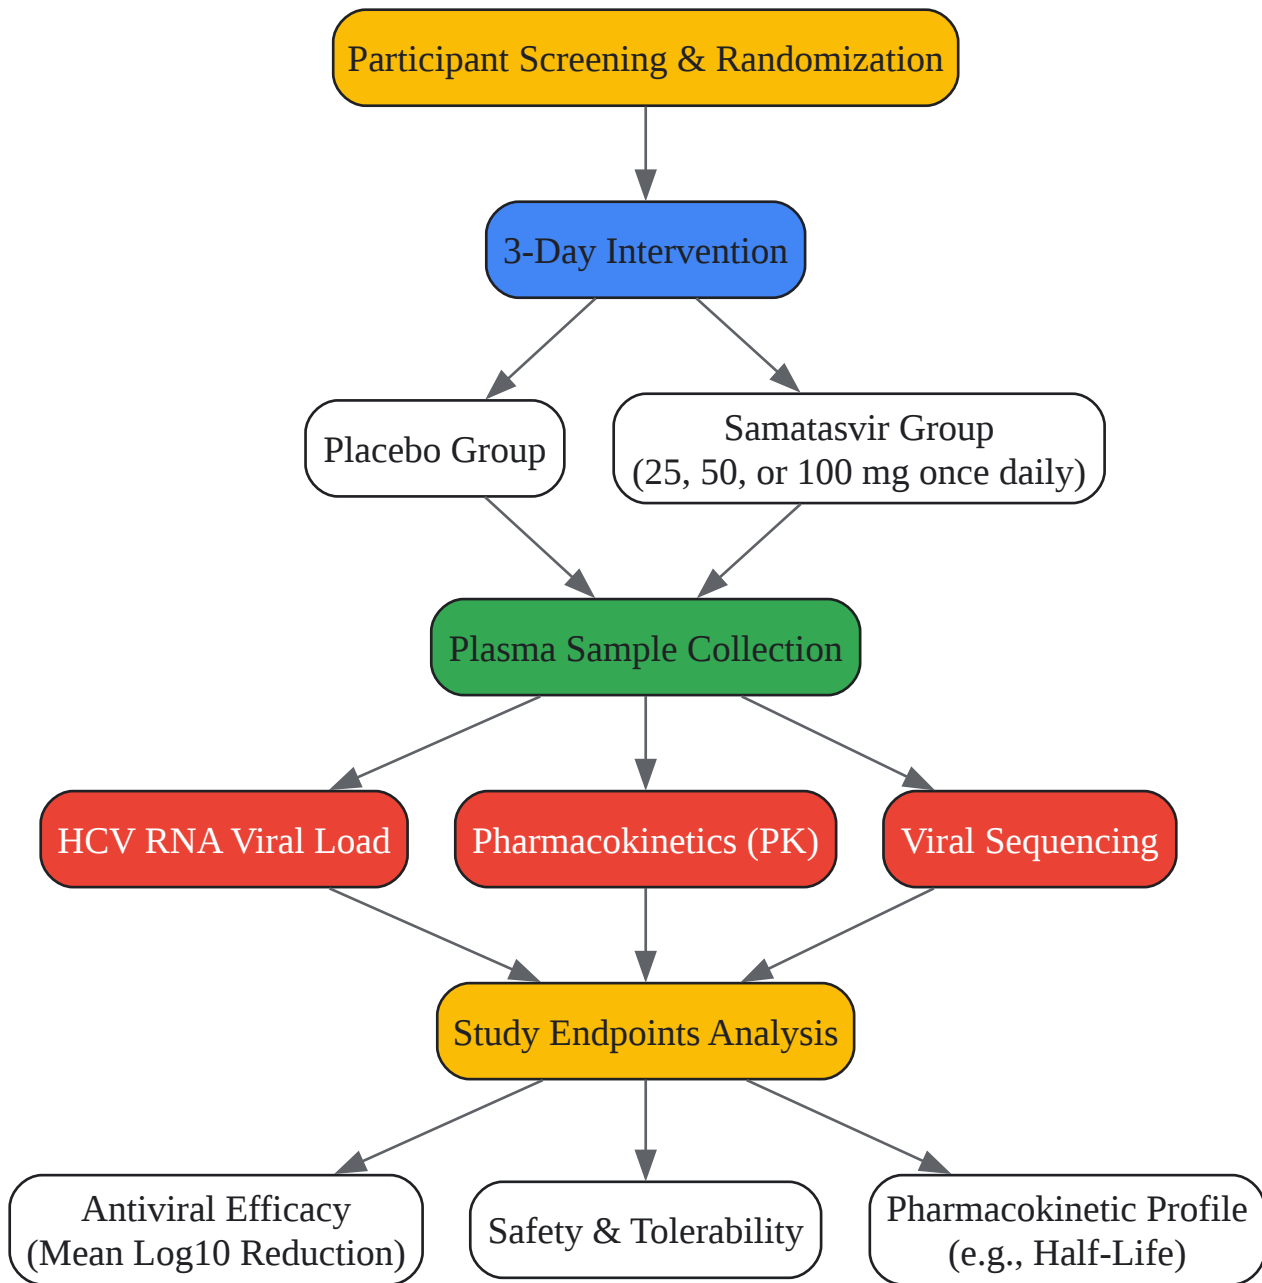 Participant Screening & Randomization
3-Day Intervention
Placebo Group
Samatasvir Group
(25, 50, or 100 mg once daily)
Plasma Sample Collection
HCV RNA Viral Load
Pharmacokinetics (PK)
Viral Sequencing
Study Endpoints Analysis
Antiviral Efficacy
(Mean Log10 Reduction)
Safety & Tolerability
Pharmacokinetic Profile
(e.g., Half-Life)